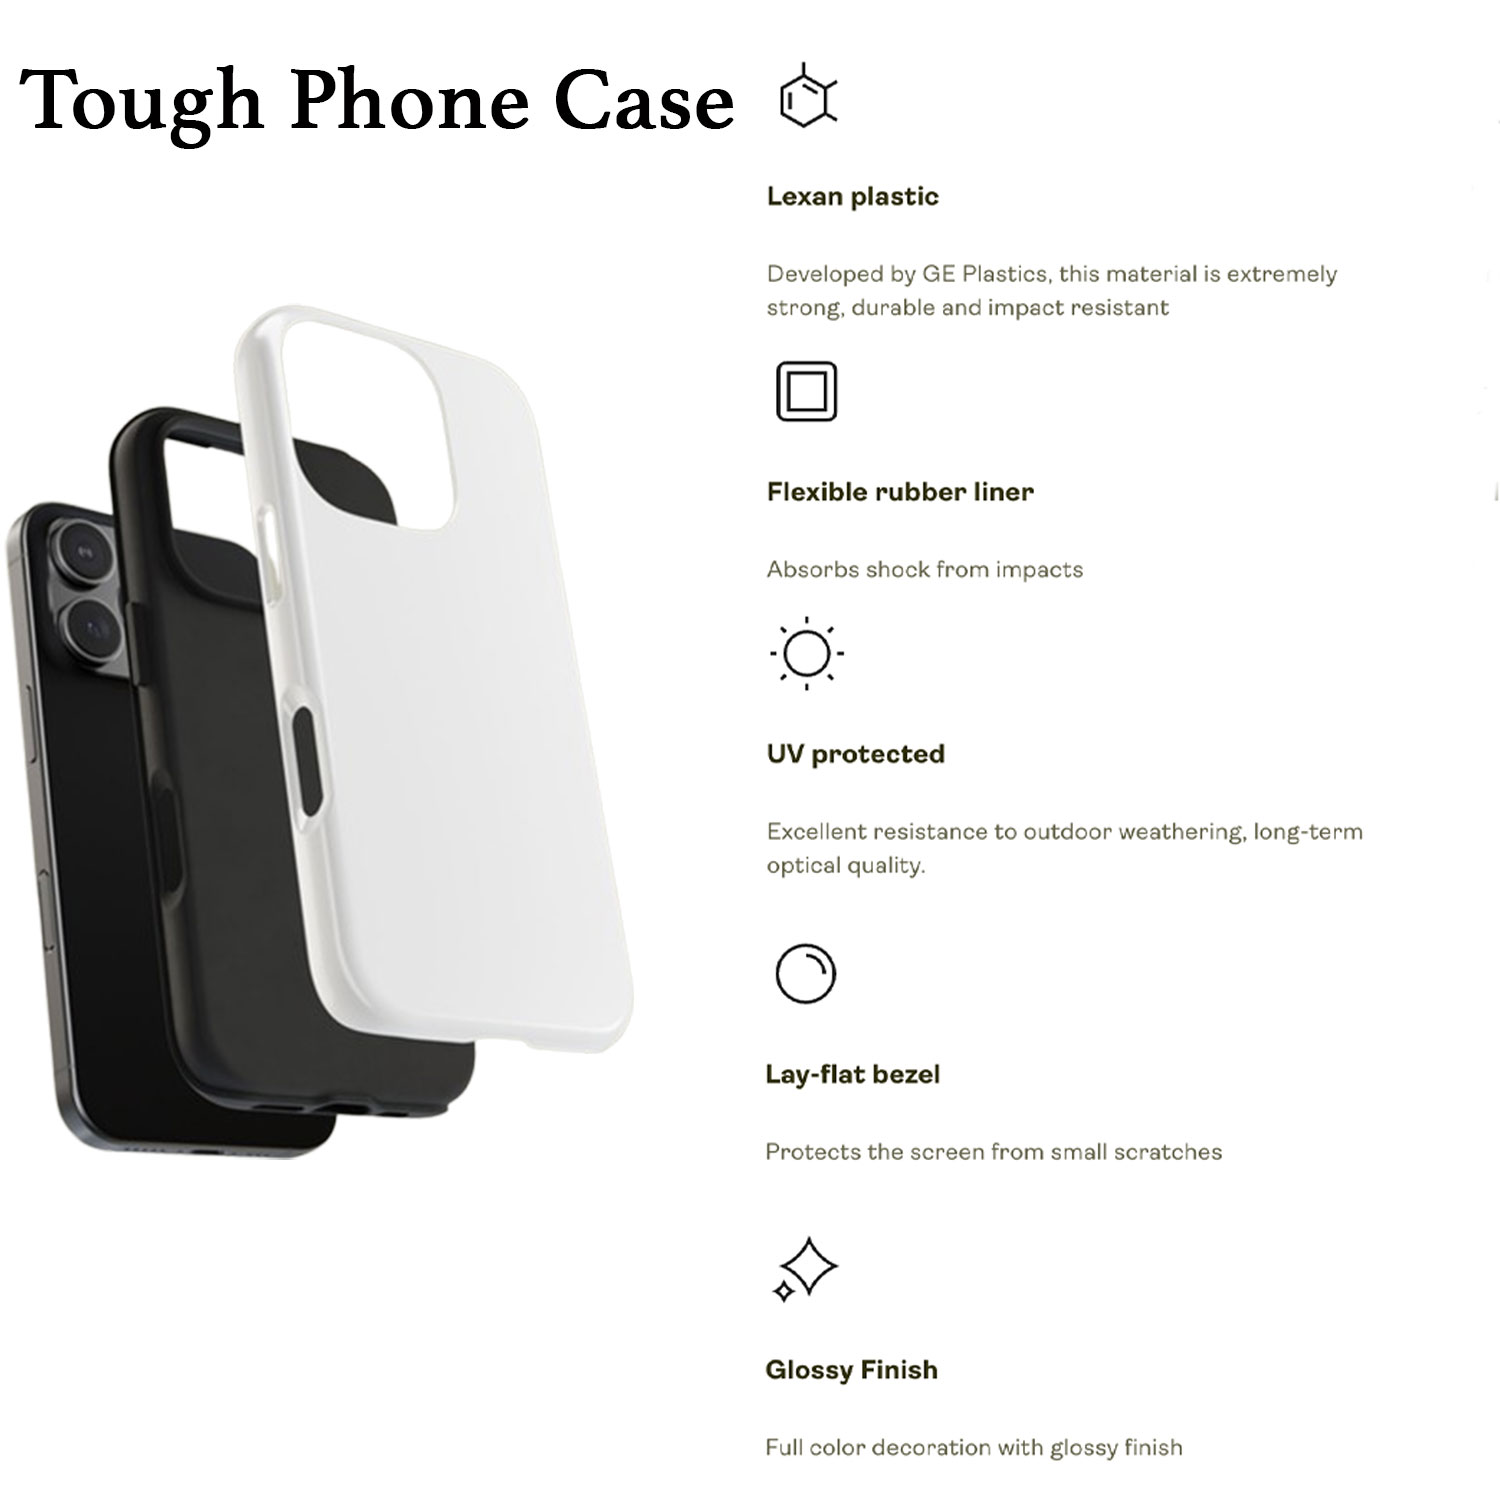 Tough Phone Case
Lexan plastic
Developed by GE Plastics, this material is extremely
strong, durable and impact resistant
Flexible rubber liner
Absorbs shock from impacts
UV protected
Excellent resistance to outdoor weathering, long-term
optical quality.
Lay-flat bezel
Protects the screen from small scratches
Glossy Finish
Full color decoration with glossy finish